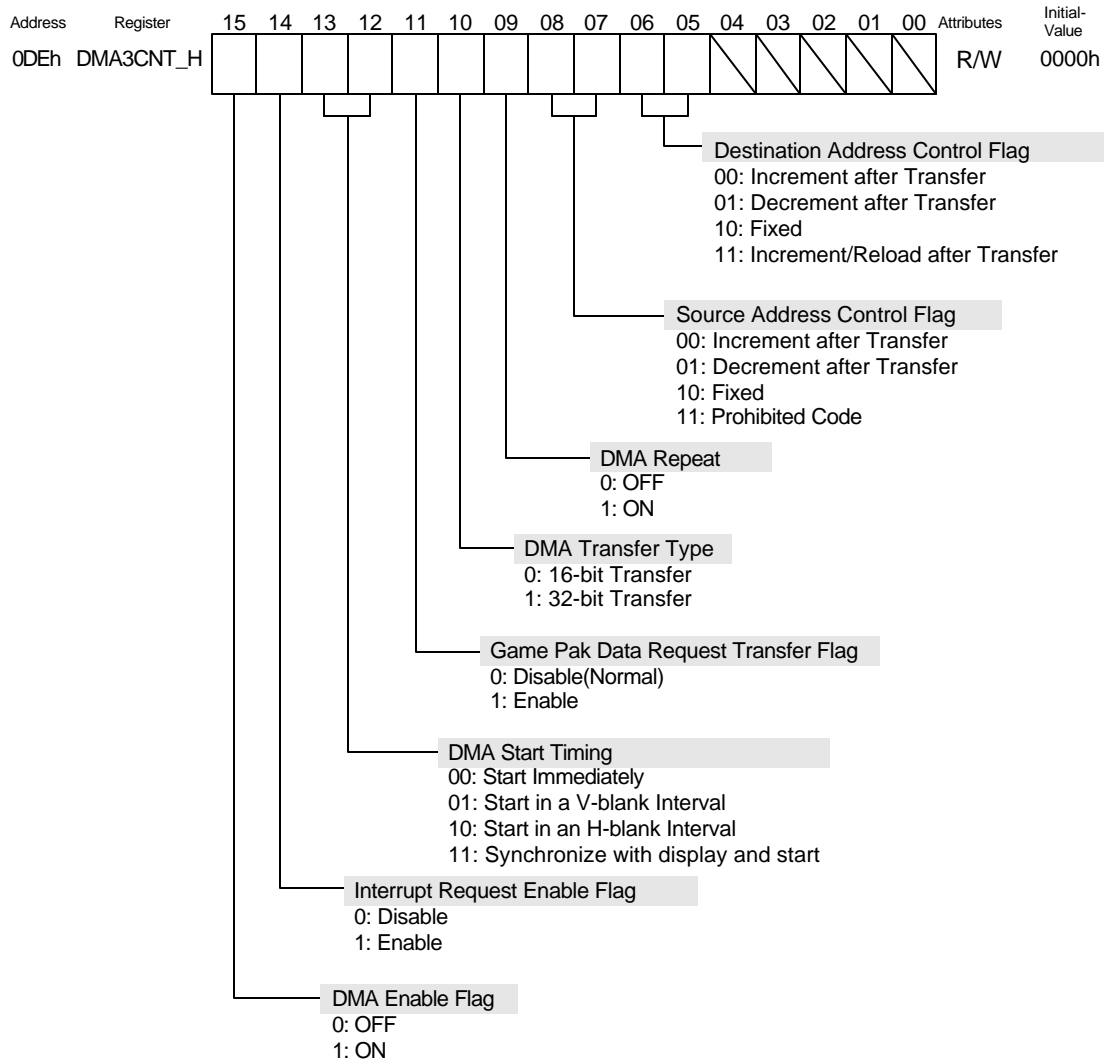 Address Register 15 14 13 12 11 10 09 08 07 06 05 04 03 02 01 00 Attributes Initial-
Value
0DEh DMA3CNT_H R/W 0000h
Destination Address Control Flag
00: Increment after Transfer
01: Decrement after Transfer
10: Fixed
11: Increment/Reload after Transfer
Source Address Control Flag
00: Increment after Transfer
01: Decrement after Transfer
10: Fixed
11: Prohibited Code
DMA Repeat
0: OFF
1: ON
DMA Transfer Type
0: 16-bit Transfer
1: 32-bit Transfer
Game Pak Data Request Transfer Flag
0: Disable(Normal)
1: Enable
DMA Start Timing
00: Start Immediately
01: Start in a V-blank Interval
10: Start in an H-blank Interval
11: Synchronize with display and start
Interrupt Request Enable Flag
0: Disable
1: Enable
DMA Enable Flag
0: OFF
1: ON